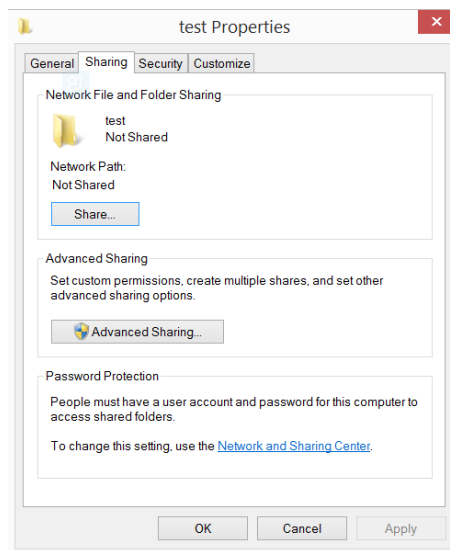 test Properties
General Sharing Security Customize
Network File and Folder Sharing
test
Not Shared
Network Path:
Not Shared
Share...
Advanced Sharing
Set custom permissions, create multiple shares, and set other
advanced sharing options.
Advanced Sharing...
Password Protection
People must have a user account and password for this computer to
access shared folders.
To change this setting, use the Network and Sharing Center.
OK Cancel Apply